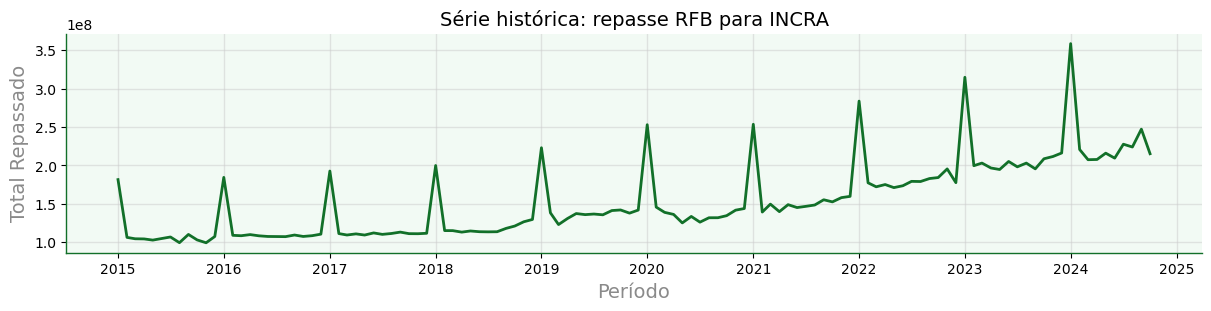 Série histórica: repasse RFB para INCRA
1e8
3.5
3.0
2.5
2.0
1.5
1.0
Total Repassado
2015 2016 2017 2018 2019 2020 2021 2022 2023 2024 2025
Período